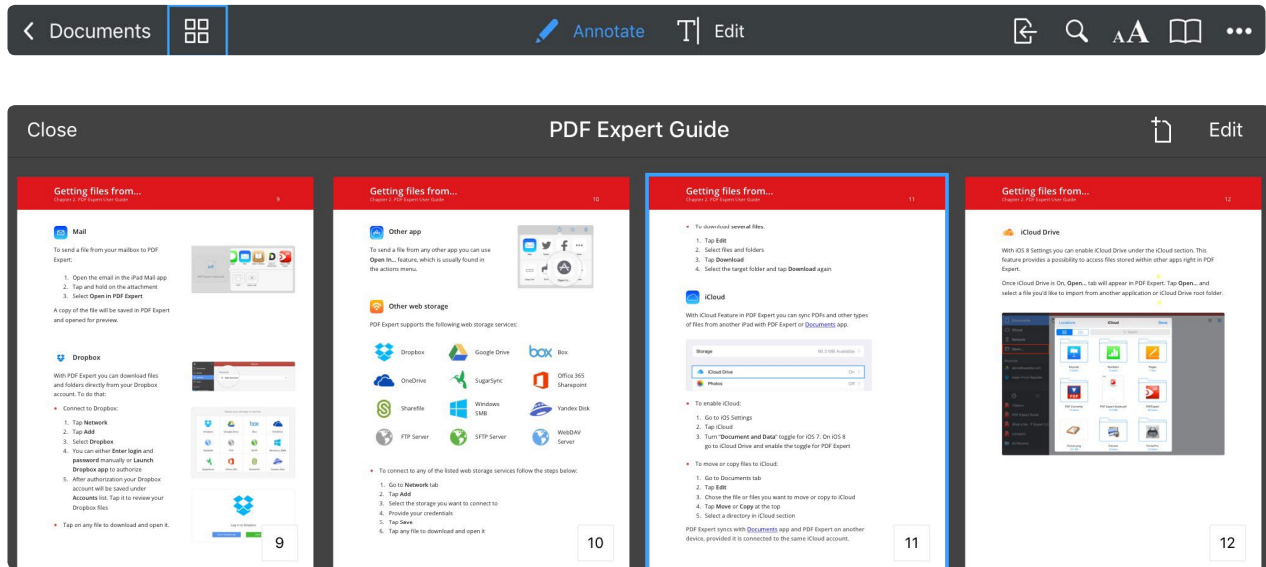 Documents
Annotate
Edit
AA
Close
PDF Expert Guide
Edit
Getting files from...
Chapter 2. PDF Expert User Guide
9
Mail
To send a file from your mailbox to PDF
Expert:
1. Open the email in the iPad Mail app
2. Tap and hold on the attachment
3. Select Open in PDF Expert
A copy of the file will be saved in PDF Expert
and opened for preview.
Dropbox
With PDF Expert you can download files
and folders directly from your Dropbox
account. To do that:
• Connect to Dropbox:
1. Tap Network
2. Tap Add
3. Select Dropbox
4. You can either Enter login and
password manually or Launch
Dropbox app to authorize
5. After authorization your Dropbox
account will be saved under
Accounts list. Tap it to review your
Dropbox files
• Tap on any file to download and open it.
9
Getting files from...
Chapter 2. PDF Expert User Guide
10
Other app
To send a file from any other app you can use
Open In... feature, which is usually found in
the actions menu.
Other web storage
PDF Expert supports the following web storage services:
Dropbox
Google Drive
box Box
OneDrive
SugarSync
Office 365
Sharepoint
Sharefile
Windows
SMB
Yandex Disk
FTP Server
SFTP Server
WebDAV
Server
• To connect to any of the listed web storage services follow the steps below:
1. Go to Network tab
2. Tap Add
3. Select the storage you want to connect to
4. Provide your credentials
5. Tap Save
6. Tap any file to download and open it
10
Getting files from...
Chapter 2. PDF Expert User Guide
11
• To download several files:
1. Tap Edit
2. Select files and folders
3. Tap Download
4. Select the target folder and tap Download again
iCloud
With iCloud Feature in PDF Expert you can sync PDFs and other types
of files from another iPad with PDF Expert or Documents app.
Storage
iCloud Drive On
Photos Off
• To enable iCloud:
1. Go to iOS Settings
2. Tap iCloud
3. Turn "Document and Data" toggle for iOS 7. On iOS 8
go to iCloud Drive and enable the toggle for PDF Expert
• To move or copy files to iCloud:
1. Go to Documents tab
2. Tap Edit
3. Chose the file or files you want to move or copy to iCloud
4. Tap Move or Copy at the top
5. Select a directory in iCloud section
PDF Expert syncs with Documents app and PDF Expert on another
device, provided it is connected to the same iCloud account.
11
Getting files from...
Chapter 2. PDF Expert User Guide
12
iCloud Drive
With iOS 8 Settings you can enable iCloud Drive under the iCloud section. This
feature provides a possibility to access files stored within other apps right in PDF
Expert.
Once iCloud Drive is On, Open... tab will appear in PDF Expert. Tap Open... and
select a file you'd like to import from another application or iCloud Drive root folder.
Locations
iCloud
12